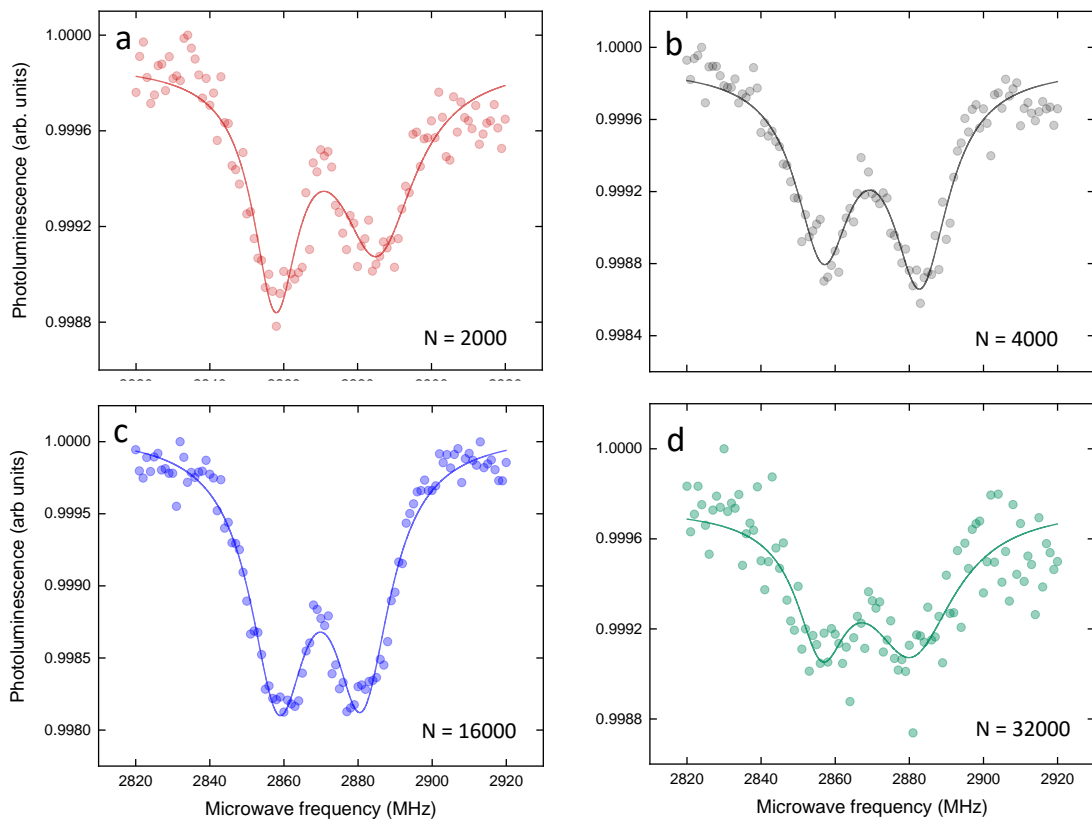 a
1.0000
0.9996
0.9992
0.9988
Photoluminescence (arb. units)
N = 2000
b
1.0000
0.9996
0.9992
0.9988
0.9984
N = 4000
c
1.0000
0.9995
0.9990
0.9985
0.9980
Photoluminescence (arb units)
N = 16000
2820 2840 2860 2880 2900 2920
Microwave frequency (MHz)
d
1.0000
0.9996
0.9992
0.9988
N = 32000
2820 2840 2860 2880 2900 2920
Microwave frequency (MHz)